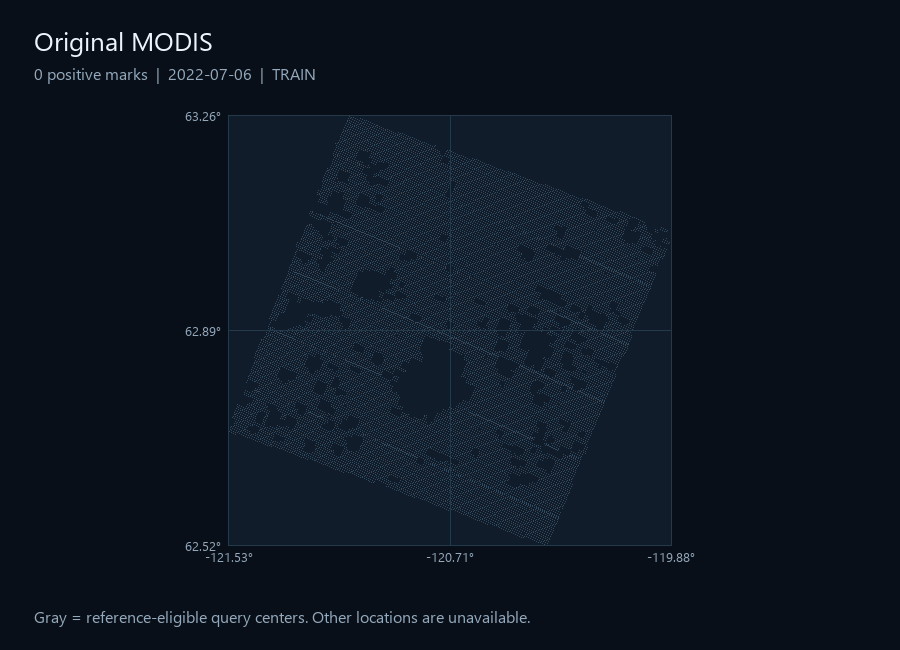 Original MODIS
0 positive marks | 2022-07-06 | TRAIN
63.26°
62.89°
62.52°
-121.53°
-120.71°
-119.88°
Gray = reference-eligible query centers. Other locations are unavailable.